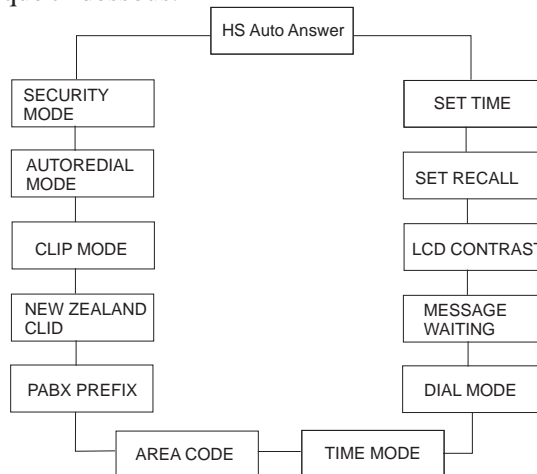 HS Auto Answer
SECURITY
MODE
SET TIME
AUTOREDIAL
MODE
SET RECALL
CLIP MODE
LCD CONTRAST
NEW ZEALAND
CLID
MESSAGE
WAITING
PABX PREFIX
DIAL MODE
AREA CODE
TIME MODE